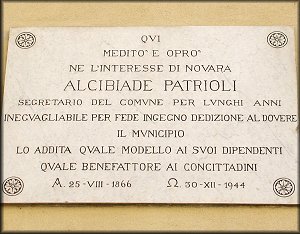 QVI
MEDITO' E OPRO'
NE L'INTERESSE DI NOVARA
ALCIBIADE PATRIOLI
SEGRETARIO DEL COMVNE PER LVNGHI ANNI
INEGVAGLIABILE PER FEDE INGEGNO DEDIZIONE AL DOVERE
IL MVNICIPIO
LO ADDITA QVALE MODELLO AI SVOI DIPENDENTI
QVALE BENEFATTORE AI CONCITTADINI
A. 25-VIII-1866 Ω. 30-XII-1944